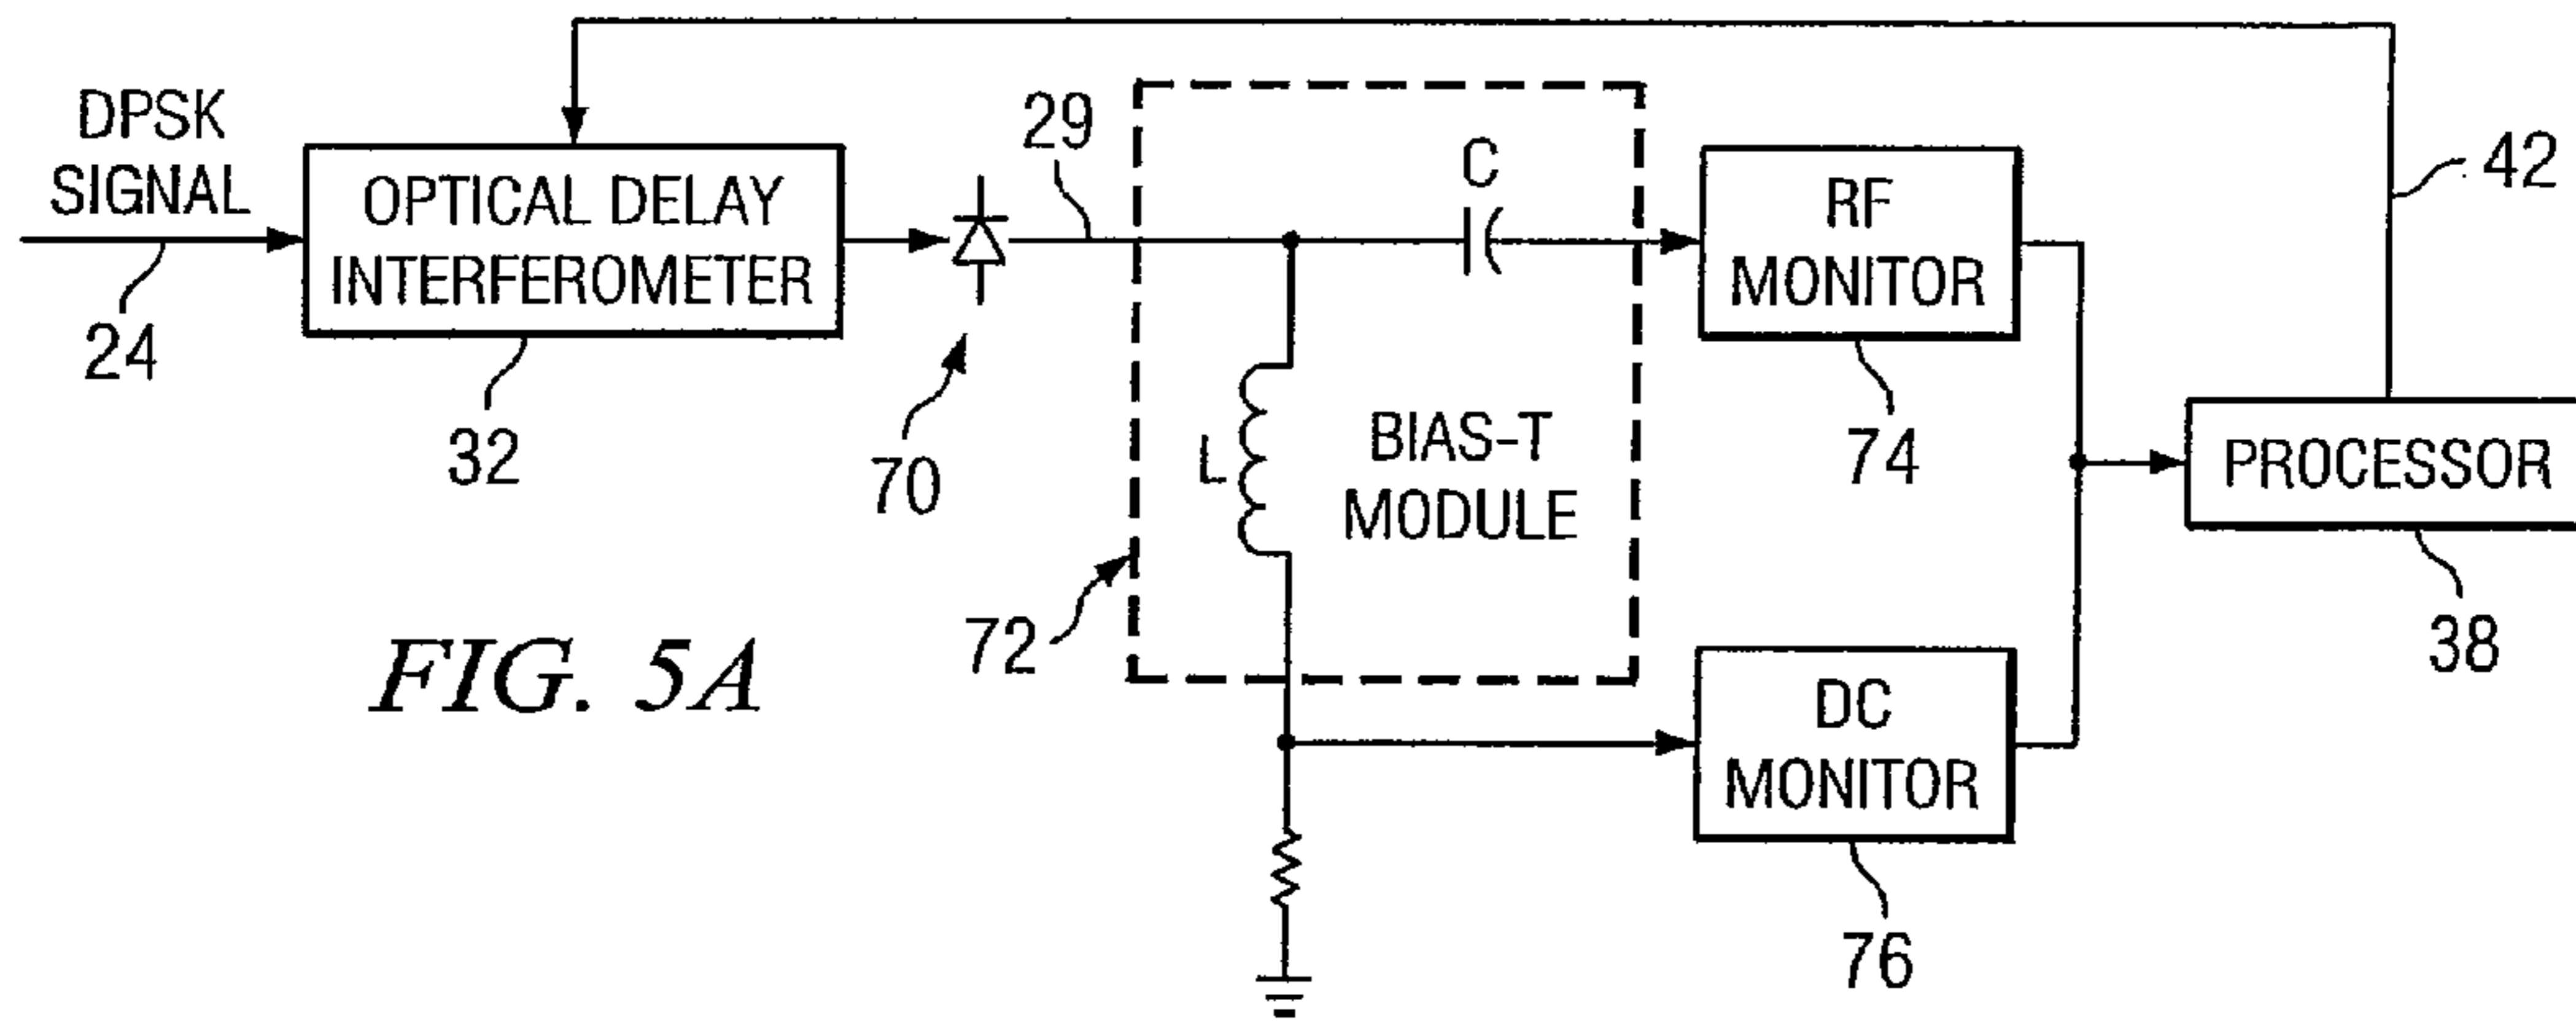 DPSK
SIGNAL
24
OPTICAL DELAY
INTERFEROMETER
32
70
29
C
L
BIAS-T
MODULE
72
RF
MONITOR
74
DC
MONITOR
76
PROCESSOR
38
42
FIG. 5A